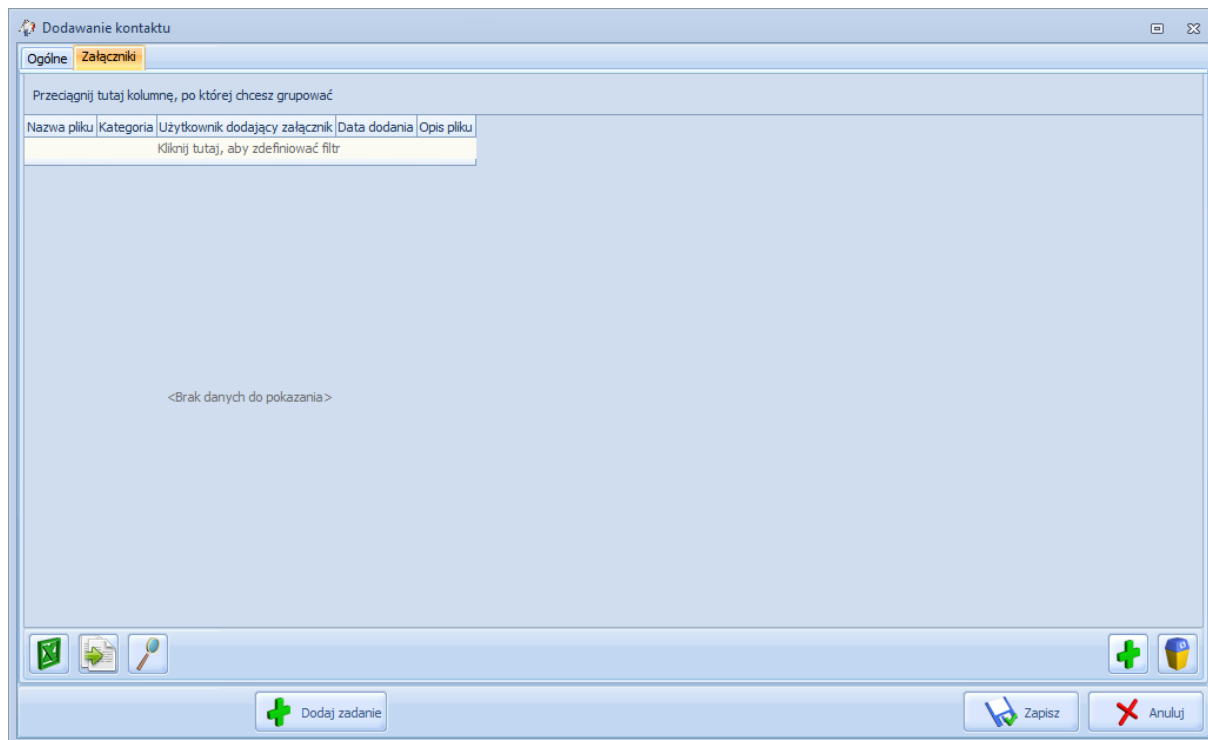 Dodawanie kontaktu
Ogólne Załączniki
Przeciągnij tutaj kolumnę, po której chcesz grupować
Nazwa pliku Kategoria Użytkownik dodający załącznik Data dodania Opis pliku
Kliknij tutaj, aby zdefiniować filtr
<Brak danych do pokazania>
Dodaj zadanie Zapisz Anuluj